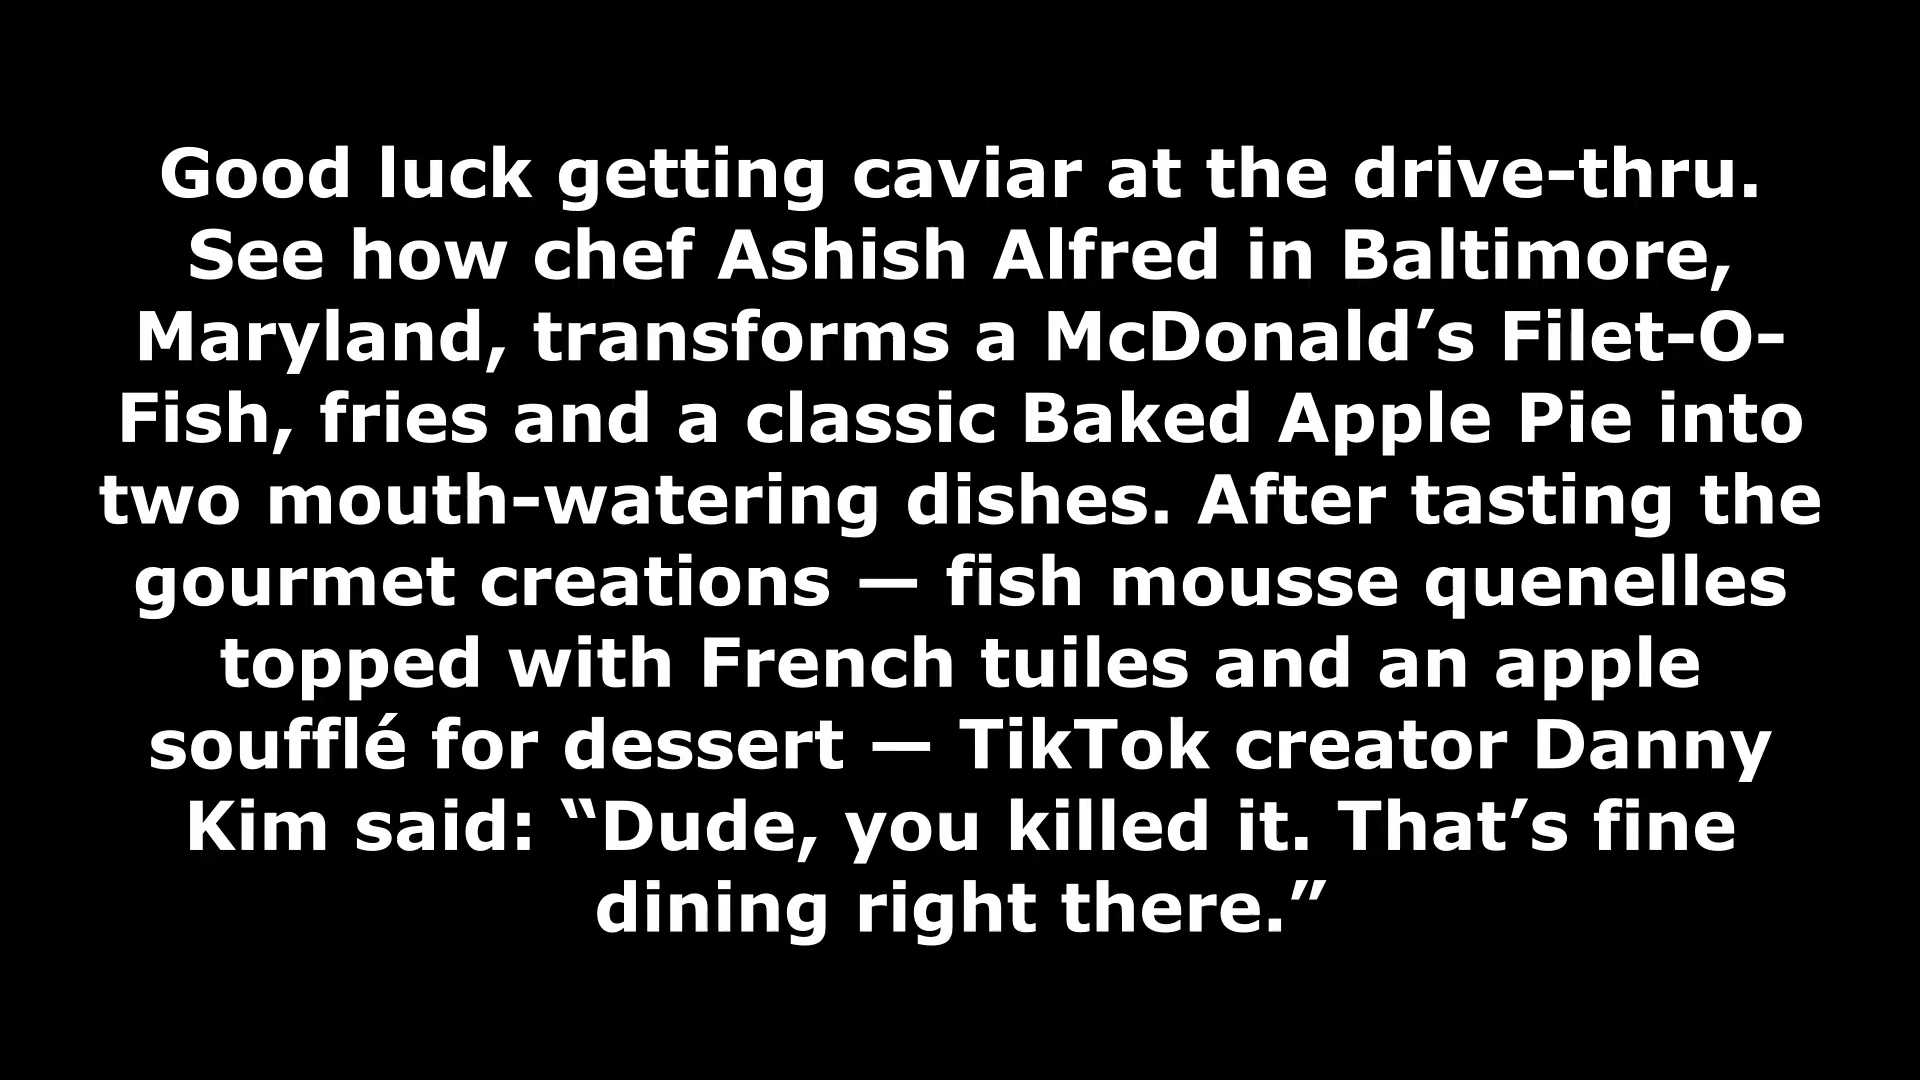 Good luck getting caviar at the drive-thru.
See how chef Ashish Alfred in Baltimore,
Maryland, transforms a McDonald’s Filet-O-
Fish, fries and a classic Baked Apple Pie into
two mouth-watering dishes. After tasting the
gourmet creations — fish mousse quenelles
topped with French tuiles and an apple
soufflé for dessert — TikTok creator Danny
Kim said: “Dude, you killed it. That’s fine
dining right there.”